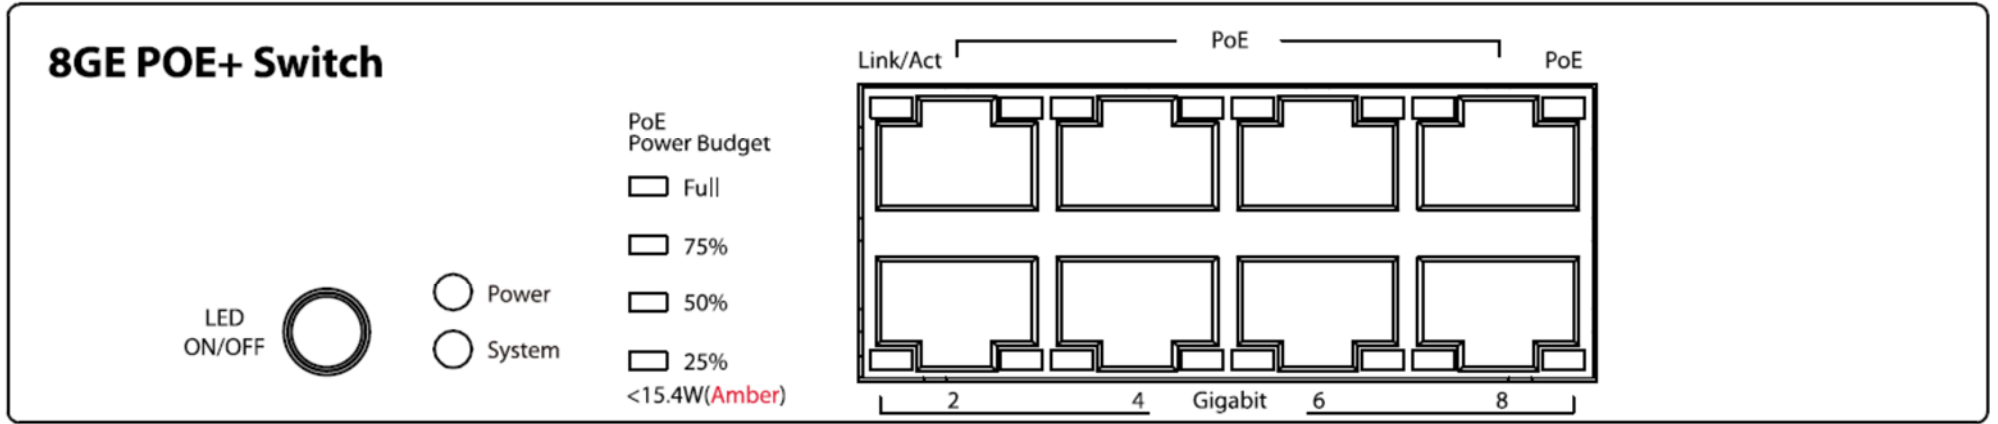 8GE POE+ Switch
LED
ON/OFF
Power
System
PoE
Power Budget
Full
75%
50%
25%
<15.4W(Amber)
Link/Act
PoE
PoE
2 4 Gigabit 6 8